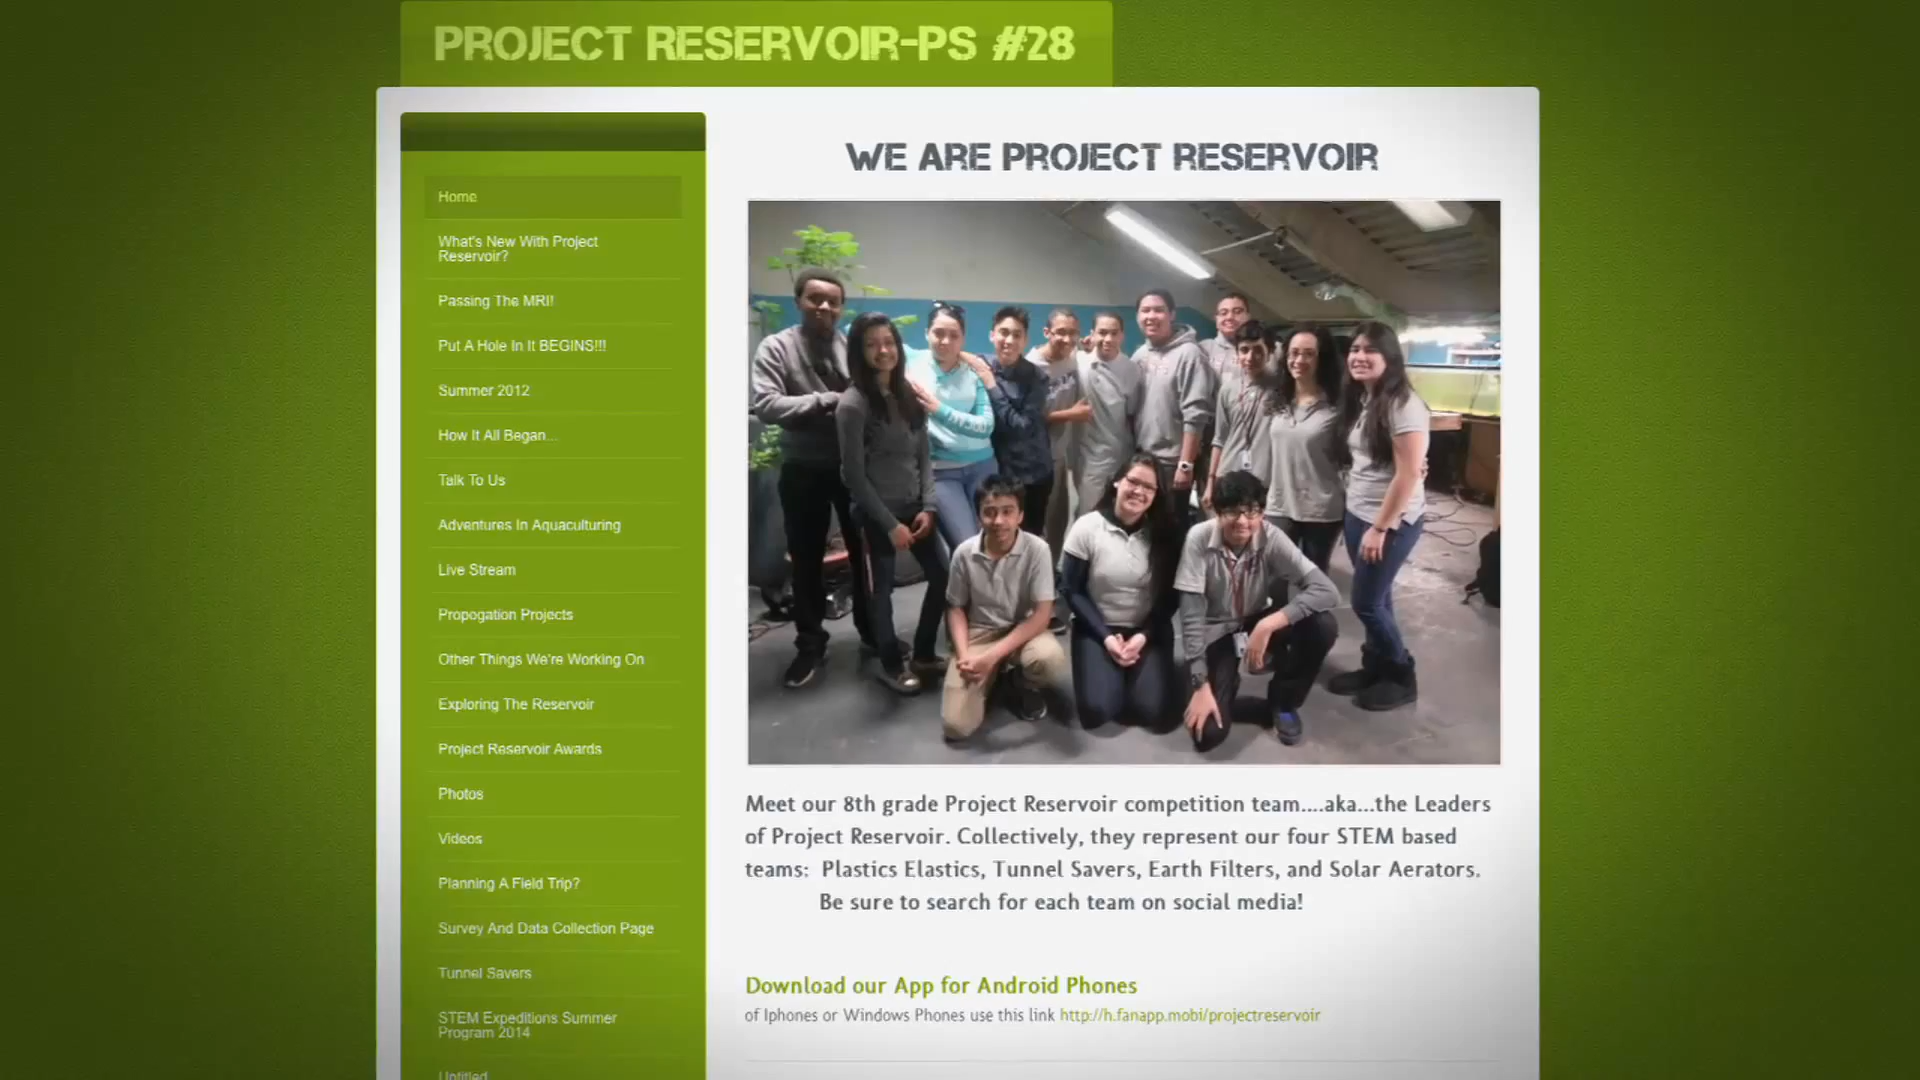 PROJECT RESERVOIR-PS #28
Home
What's New With Project
Reservoir?
Passing The MRI!
Put A Hole In It BEGINS!!!
Summer 2012
How It All Began...
Talk To Us
Adventures In Aquaculturing
Live Stream
Propogation Projects
Other Things We're Working On
Exploring The Reservoir
Project Reservoir Awards
Photos
Videos
Planning A Field Trip?
Survey And Data Collection Page
Tunnel Savers
STEM Expeditions Summer
Program 2014
Untitled
WE ARE PROJECT RESERVOIR
Meet our 8th grade Project Reservoir competition team....aka...the Leaders
of Project Reservoir. Collectively, they represent our four STEM based
teams: Plastics Elastics, Tunnel Savers, Earth Filters, and Solar Aerators.
Be sure to search for each team on social media!
Download our App for Android Phones
of Iphones or Windows Phones use this link http://h.fanapp.mobi/projectreservoir